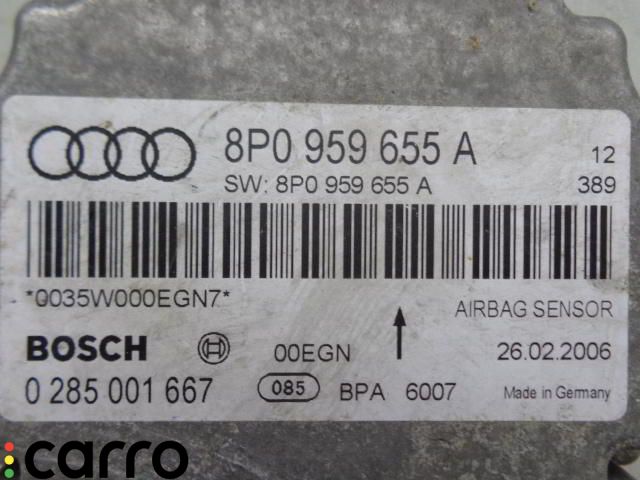 8P0 959 655 A 12
SW: 8P0 959 655 A 389
*0035W000EGN7*
AIRBAG SENSOR
BOSCH 00EGN 26.02.2006
0 285 001 667 085 BPA 6007 Made in Germany
carro